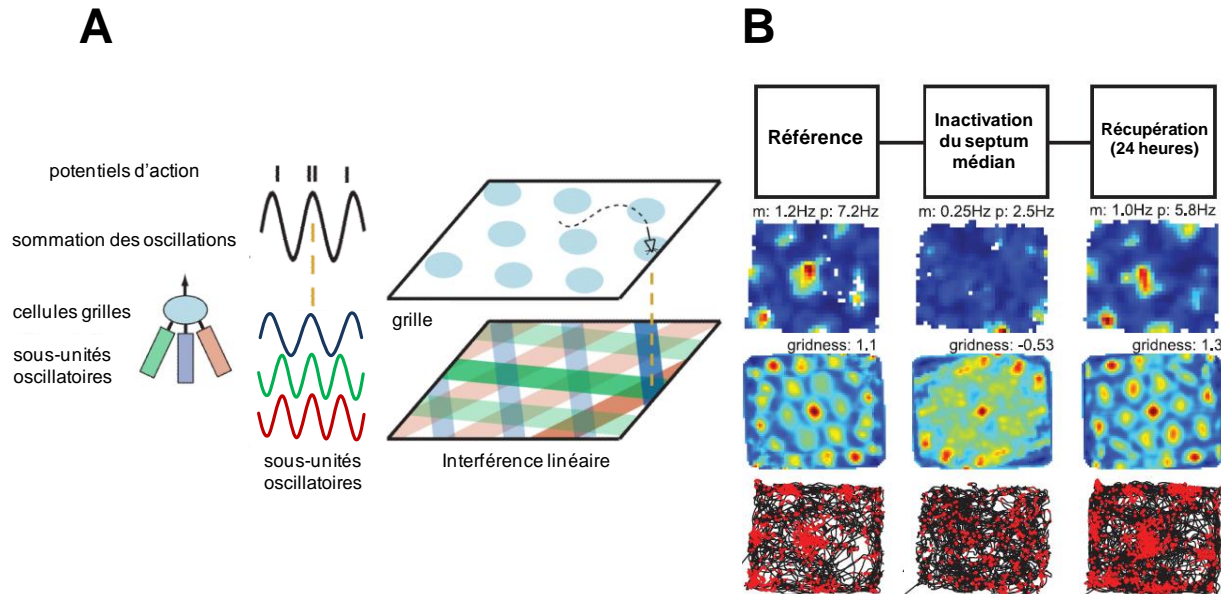 A
potentiels d'action
sommation des oscillations
cellules grilles
sous-unités
oscillatoires
sous-unités
oscillatoires
grille
Interférence linéaire
B
Référence
Inactivation
du septum
médian
Récupération
(24 heures)
m: 1.2Hz p: 7.2Hz
m: 0.25Hz p: 2.5Hz
m: 1.0Hz p: 5.8Hz
gridness: 1.1
gridness: -0.53
gridness: 1.3